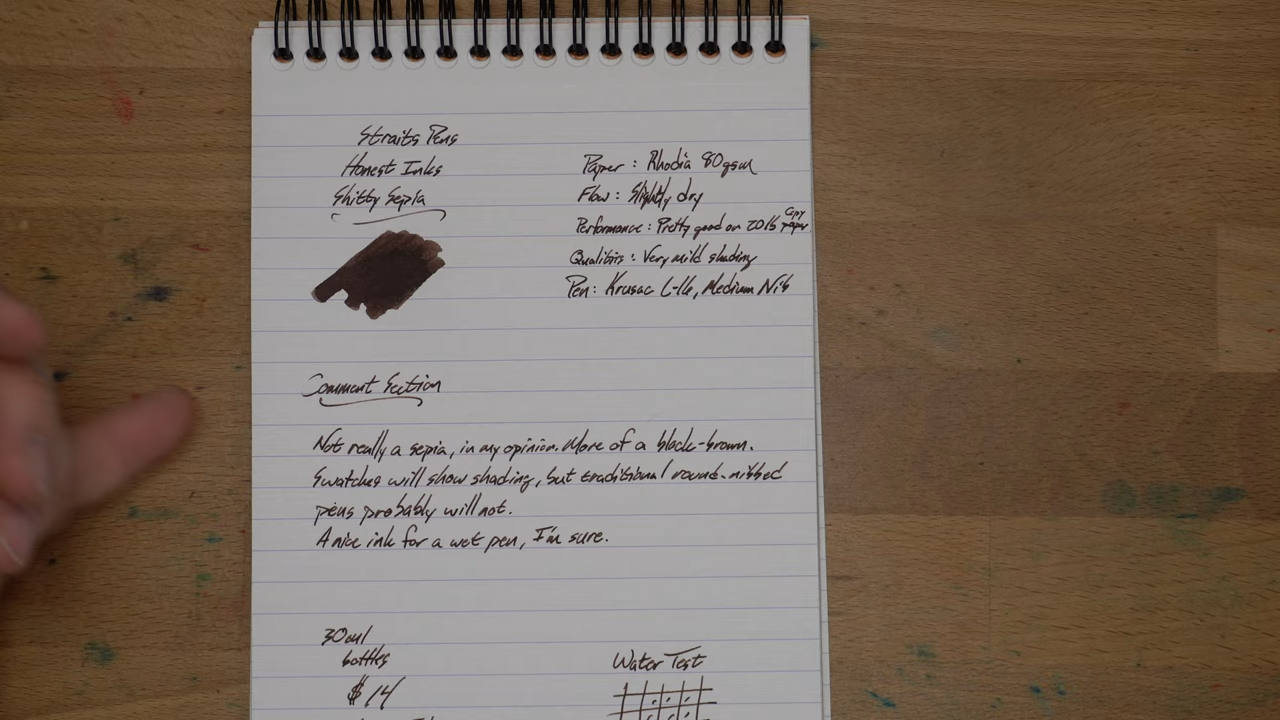 Straits Pens
Honest Inks
Shitty Sepia
Paper: Rhodia 80gsm
Flow: Slightly dry
Performance: Pretty good on 20lb copy paper
Qualities: Very mild shading
Pen: Krusac L-16, Medium Nib
Comment Section
Not really a sepia, in my opinion. More of a black-brown.
Swatches will show shading, but traditional round-nibbed
pens probably will not.
A nice ink for a wet pen, I'm sure.
30ml
bottles
$14
Water Test